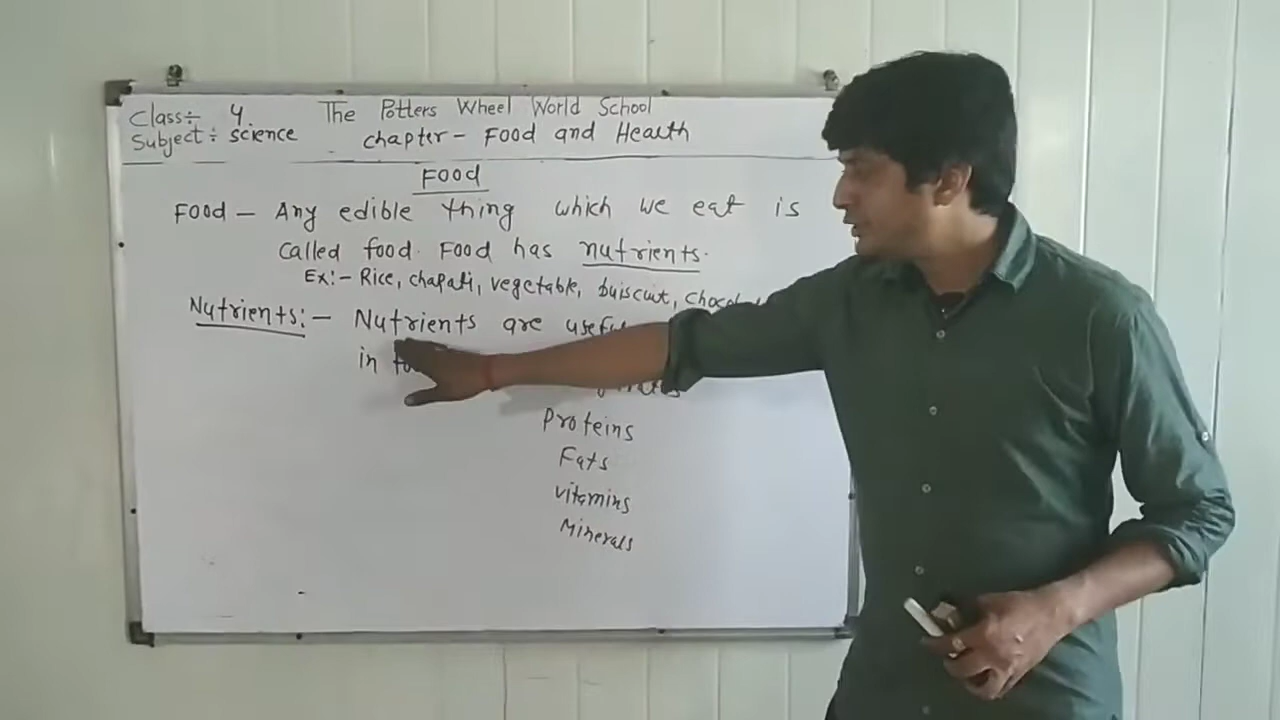 Class:- 4 The Potters Wheel World School
Subject:- science chapter - Food and Health
Food
Food - Any edible thing which we eat is
called food. Food has nutrients.
Ex:- Rice, chapati, vegetable, buiscuit,
Nutrients:- Nutrients are
in
Proteins
Fats
Vitamins
Minerals